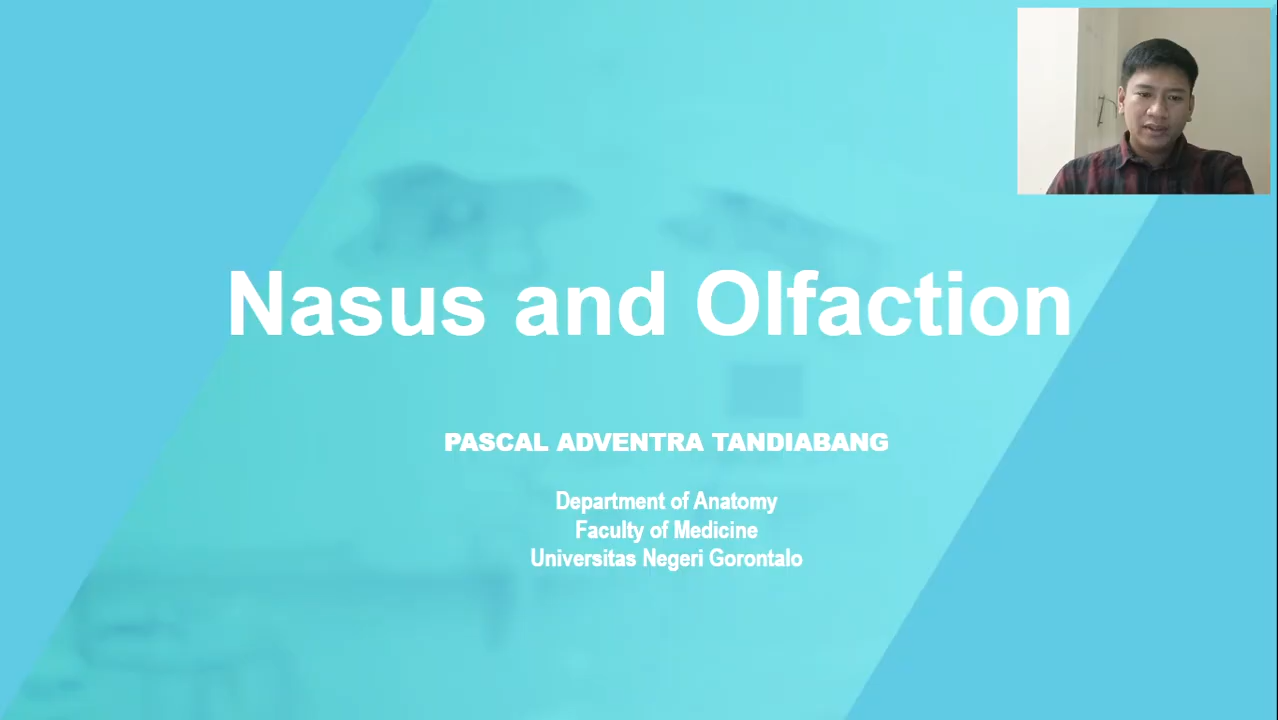 Nasus and Olfaction
PASCAL ADVENTRA TANDIABANG
Department of Anatomy
Faculty of Medicine
Universitas Negeri Gorontalo